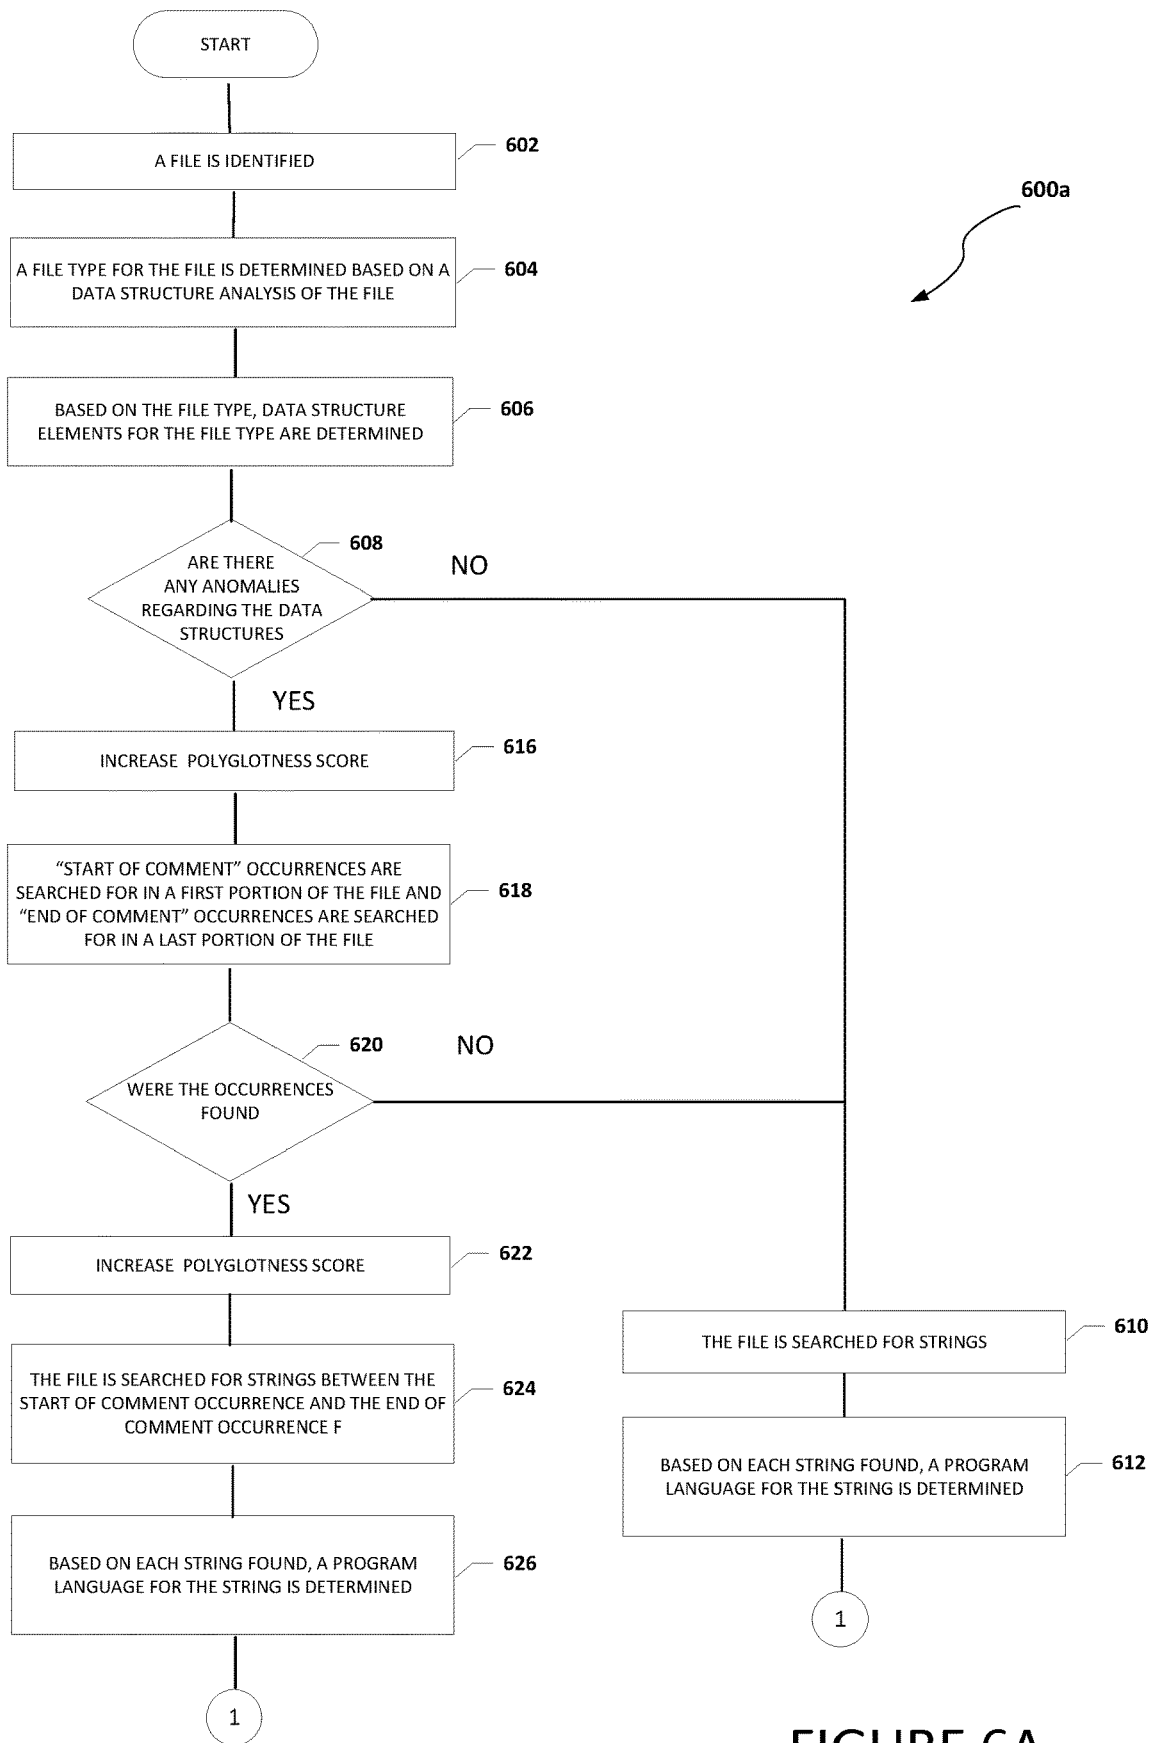 START
A FILE IS IDENTIFIED
602
600a
A FILE TYPE FOR THE FILE IS DETERMINED BASED ON A
DATA STRUCTURE ANALYSIS OF THE FILE
604
BASED ON THE FILE TYPE, DATA STRUCTURE
ELEMENTS FOR THE FILE TYPE ARE DETERMINED
606
608
ARE THERE
ANY ANOMALIES
REGARDING THE DATA
STRUCTURES
NO
YES
INCREASE POLYGLOTNESS SCORE
616
“START OF COMMENT” OCCURRENCES ARE
SEARCHED FOR IN A FIRST PORTION OF THE FILE AND
“END OF COMMENT” OCCURRENCES ARE SEARCHED
FOR IN A LAST PORTION OF THE FILE
618
620
NO
WERE THE OCCURRENCES
FOUND
YES
INCREASE POLYGLOTNESS SCORE
622
THE FILE IS SEARCHED FOR STRINGS BETWEEN THE
START OF COMMENT OCCURRENCE AND THE END OF
COMMENT OCCURRENCE F
624
BASED ON EACH STRING FOUND, A PROGRAM
LANGUAGE FOR THE STRING IS DETERMINED
626
1
THE FILE IS SEARCHED FOR STRINGS
610
BASED ON EACH STRING FOUND, A PROGRAM
LANGUAGE FOR THE STRING IS DETERMINED
612
1
FIGURE 6A